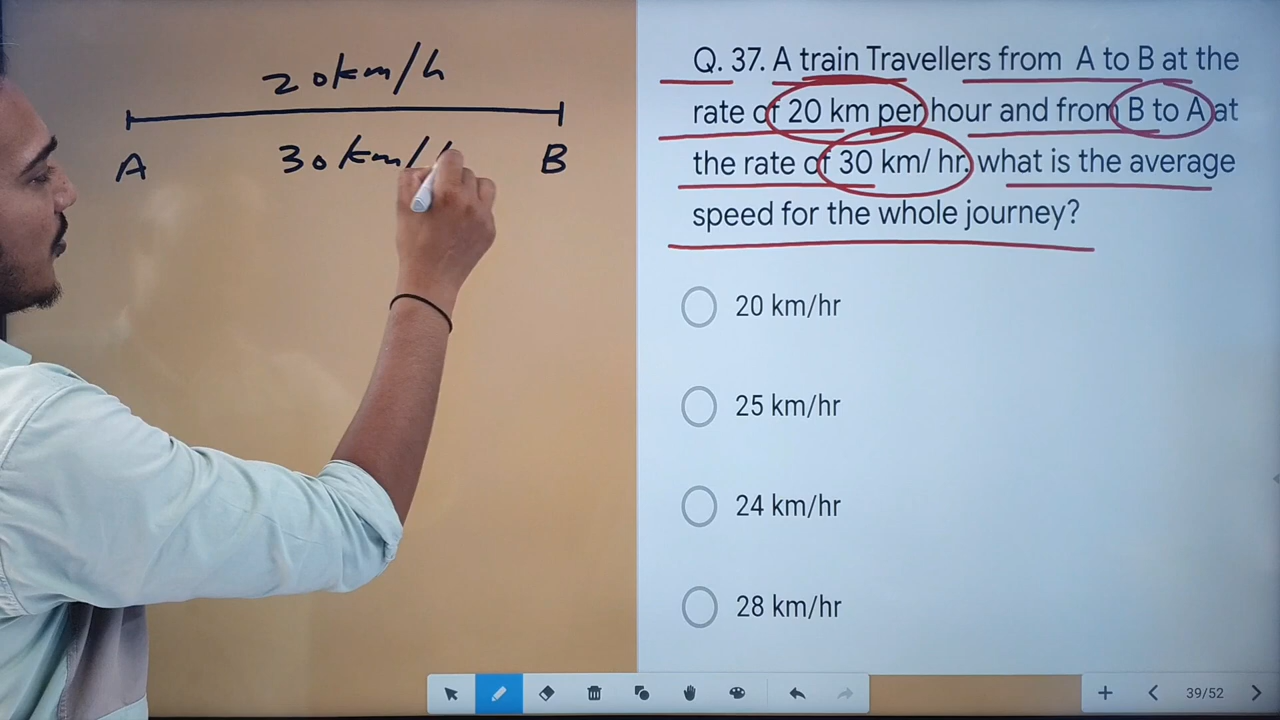 20km/h
A
30km/h
B
Q. 37. A train Travellers from A to B at the
rate of 20 km per hour and from B to A at
the rate of 30 km/ hr. what is the average
speed for the whole journey?
20 km/hr
25 km/hr
24 km/hr
28 km/hr
39/52